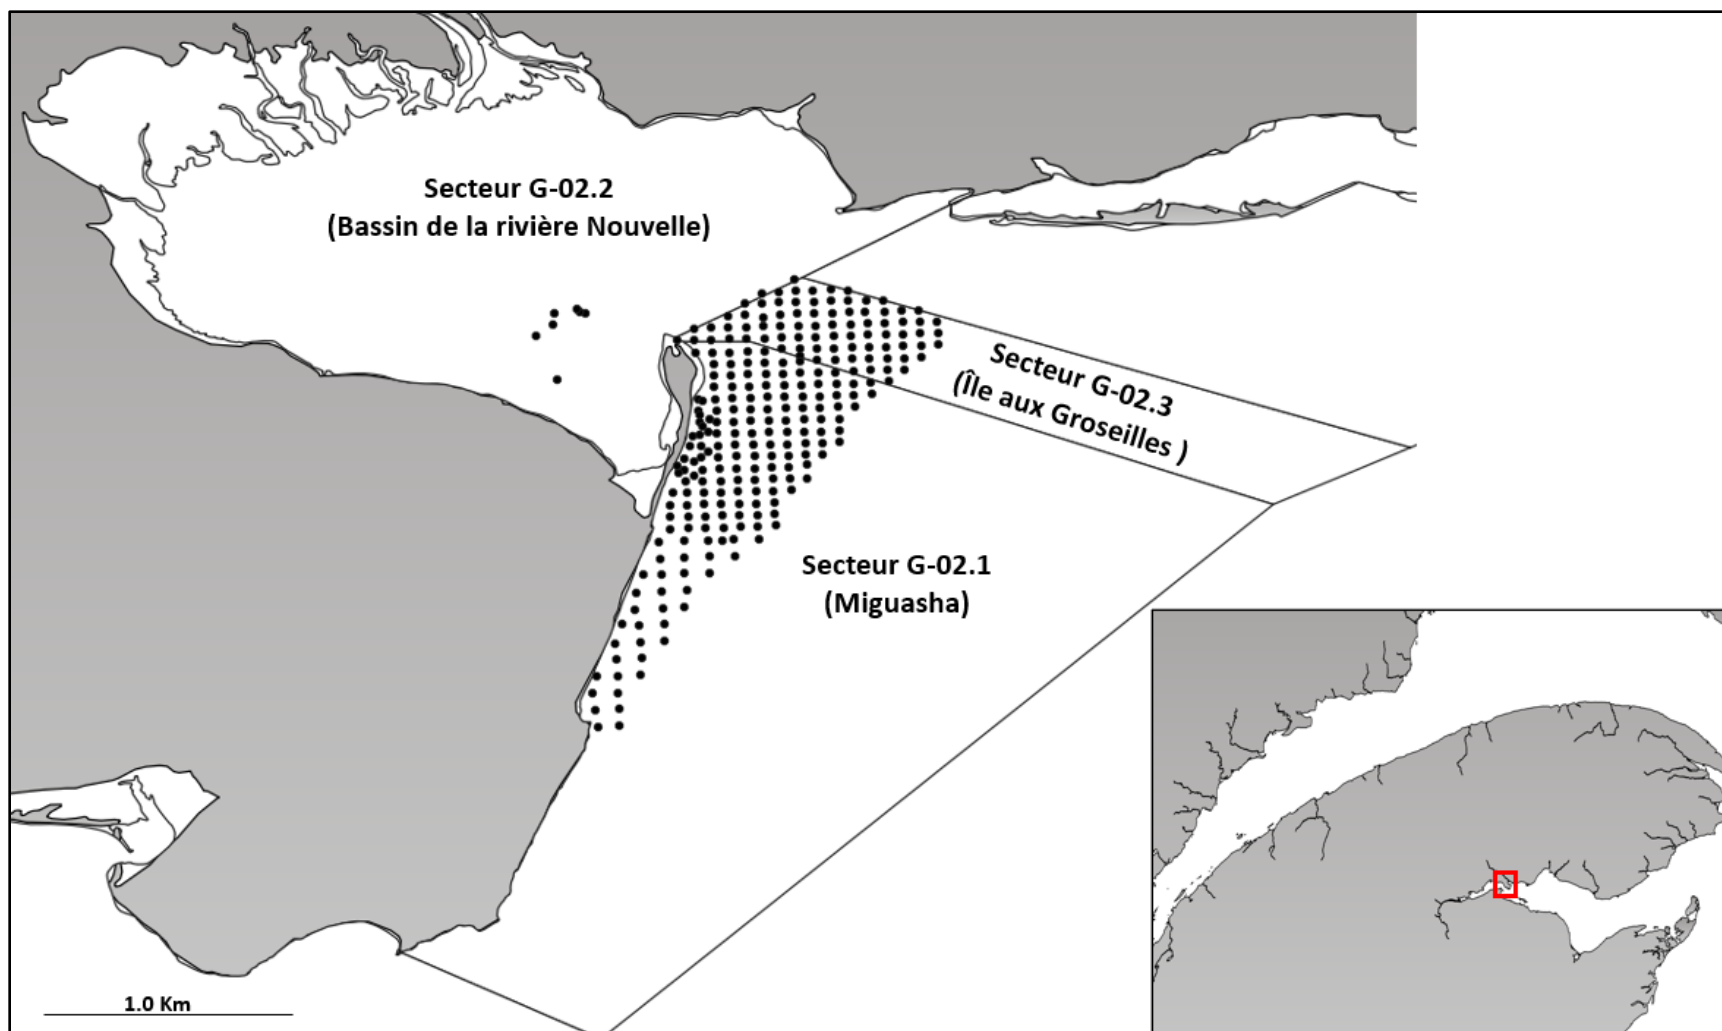 Secteur G-02.2
(Bassin de la rivière Nouvelle)
Secteur G-02.3
(Île aux Groseilles )
Secteur G-02.1
(Miguasha)
1.0 Km